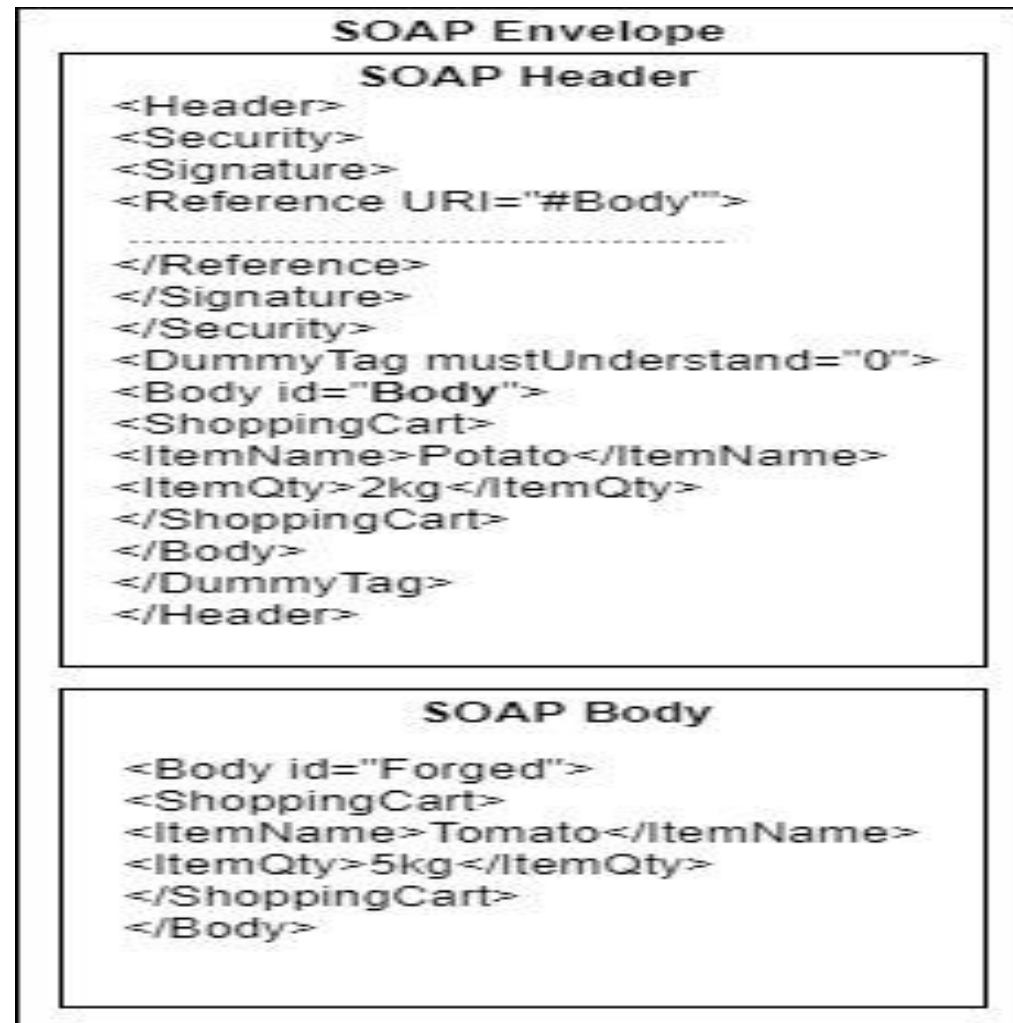 SOAP Envelope
SOAP Header
<Header>
<Security>
<Signature>
<Reference URI="#Body"">
</Reference>
</Signature>
</Security>
<DummyTag mustUnderstand="0">
<Body id="Body">
<ShoppingCart>
<ItemName>Potato</ItemName>
<ItemQty>2kg</ItemQty>
</ShoppingCart>
</Body>
</DummyTag>
</Header>
SOAP Body
<Body id="Forged">
<ShoppingCart>
<ItemName>Tomato</ItemName>
<ItemQty>5kg</ItemQty>
</ShoppingCart>
</Body>